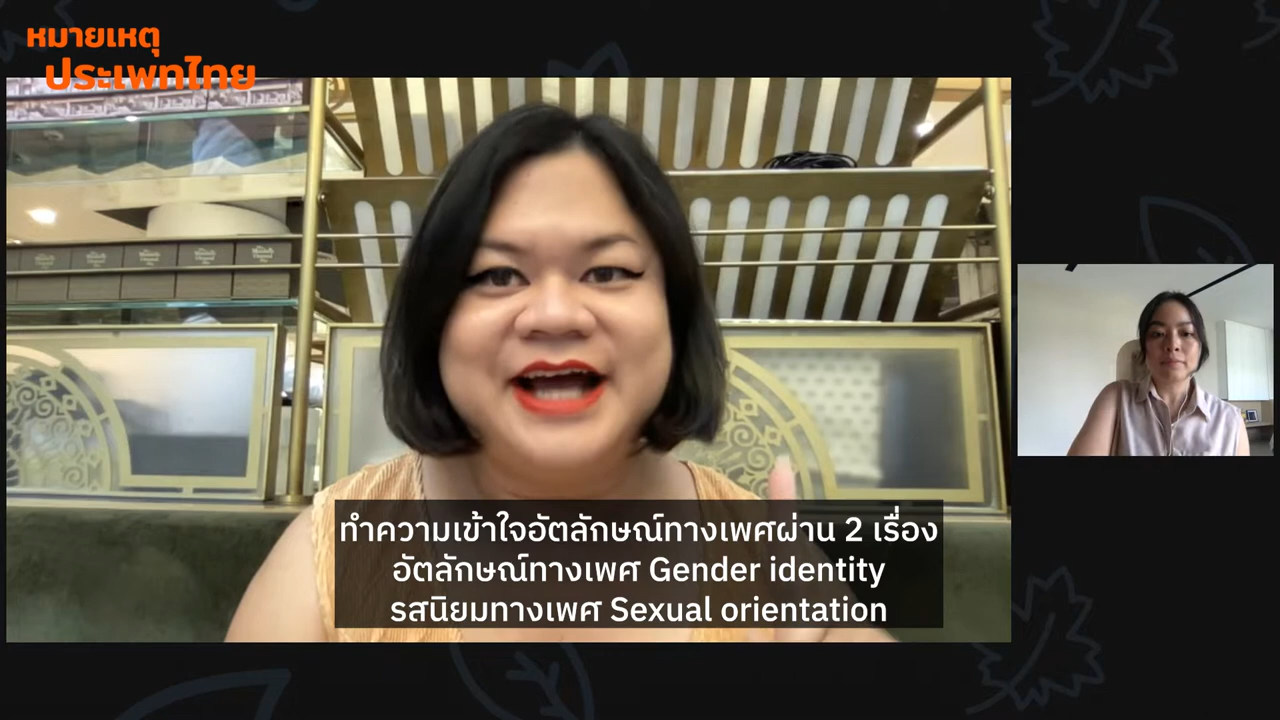 หมายเหตุ
ประเพทไทย
ทำความเข้าใจอัตลักษณ์ทางเพศผ่าน 2 เรื่อง
อัตลักษณ์ทางเพศ Gender identity
รสนิยมทางเพศ Sexual orientation